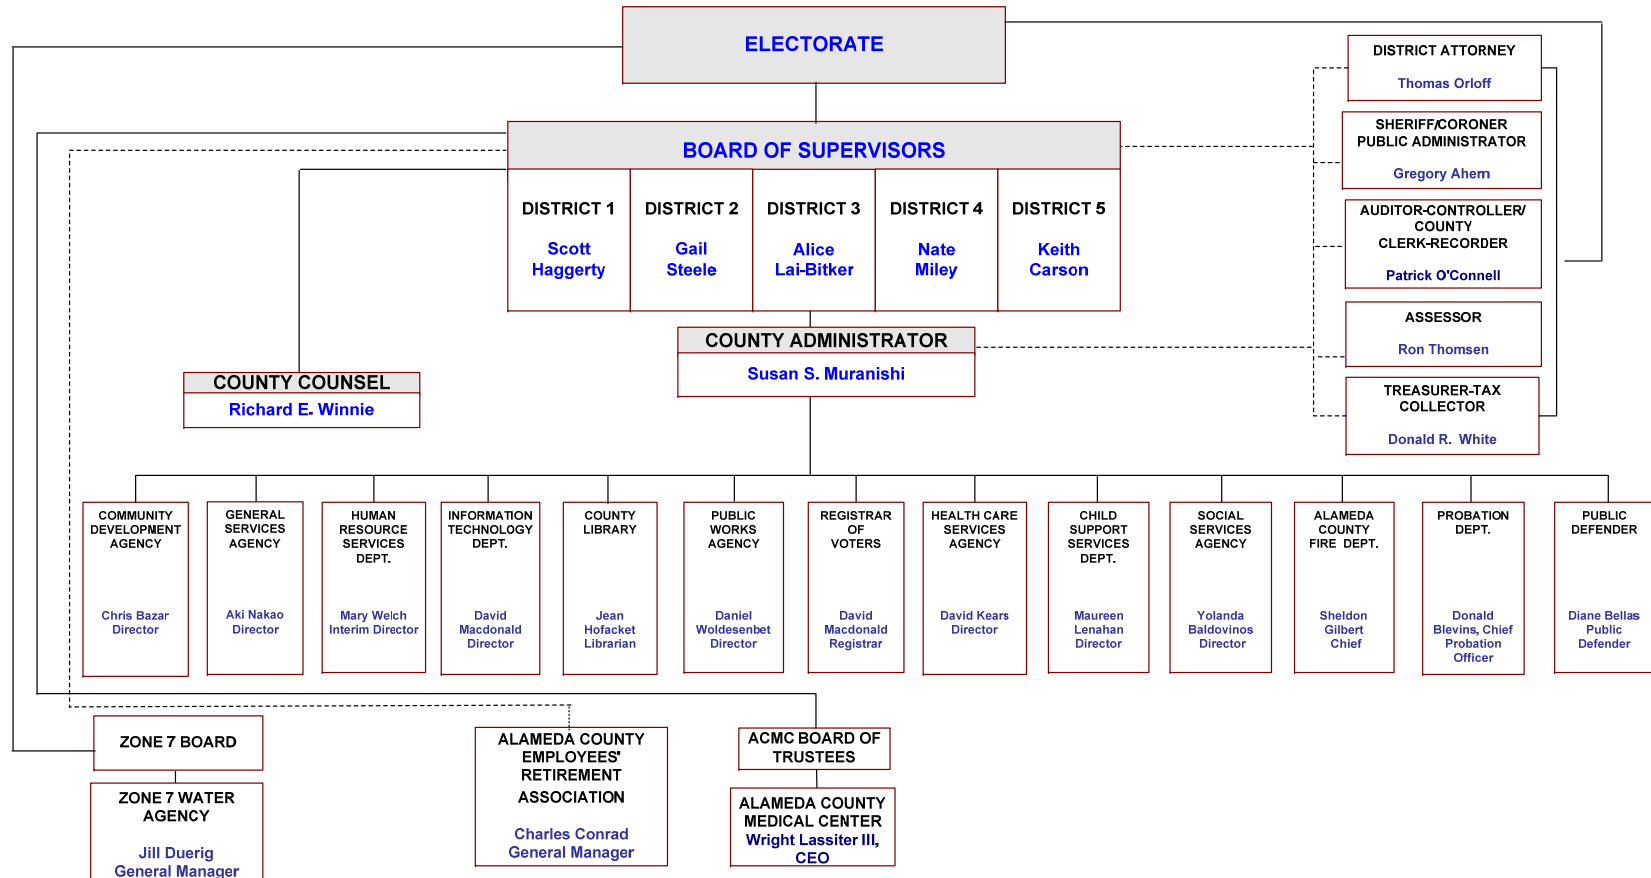 ELECTORATE
BOARD OF SUPERVISORS
DISTRICT 1
Scott
Haggerty
DISTRICT 2
Gail
Steele
DISTRICT 3
Alice
Lai-Bitker
DISTRICT 4
Nate
Miley
DISTRICT 5
Keith
Carson
DISTRICT ATTORNEY
Thomas Orloff
SHERIFF/CORONER
PUBLIC ADMINISTRATOR
Gregory Ahern
AUDITOR-CONTROLLER/
COUNTY
CLERK-RECORDER
Patrick O'Connell
ASSESSOR
Ron Thomsen
TREASURER-TAX
COLLECTOR
Donald R. White
COUNTY ADMINISTRATOR
Susan S. Muranishi
COUNTY COUNSEL
Richard E. Winnie
COMMUNITY
DEVELOPMENT
AGENCY
Chris Bazar
Director
GENERAL
SERVICES
AGENCY
Aki Nakao
Director
HUMAN
RESOURCE
SERVICES
DEPT.
Mary Welch
Interim Director
INFORMATION
TECHNOLOGY
DEPT.
David
Macdonald
Director
COUNTY
LIBRARY
Jean
Hofacket
Librarian
PUBLIC
WORKS
AGENCY
Daniel
Woldesenbet
Director
REGISTRAR
OF
VOTERS
David
Macdonald
Registrar
HEALTH CARE
SERVICES
AGENCY
David Kears
Director
CHILD
SUPPORT
SERVICES
DEPT.
Maureen
Lenahan
Director
SOCIAL
SERVICES
AGENCY
Yolanda
Baldovinos
Director
ALAMEDA
COUNTY
FIRE DEPT.
Sheldon
Gilbert
Chief
PROBATION
DEPT.
Donald
Blevins, Chief
Probation
Officer
PUBLIC
DEFENDER
Diane Bellas
Public
Defender
ZONE 7 BOARD
ZONE 7 WATER
AGENCY
Jill Duerig
General Manager
ALAMEDA COUNTY
EMPLOYEES'
RETIREMENT
ASSOCIATION
Charles Conrad
General Manager
ACMC BOARD OF
TRUSTEES
ALAMEDA COUNTY
MEDICAL CENTER
Wright Lassiter III,
CEO